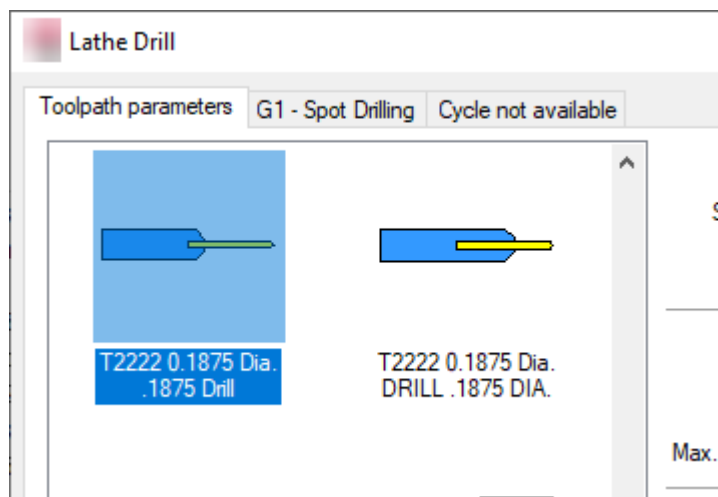 Lathe Drill
Toolpath parameters
G1 - Spot Drilling
Cycle not available
T2222 0.1875 Dia.
.1875 Drill
T2222 0.1875 Dia.
DRILL .1875 DIA.
Max.